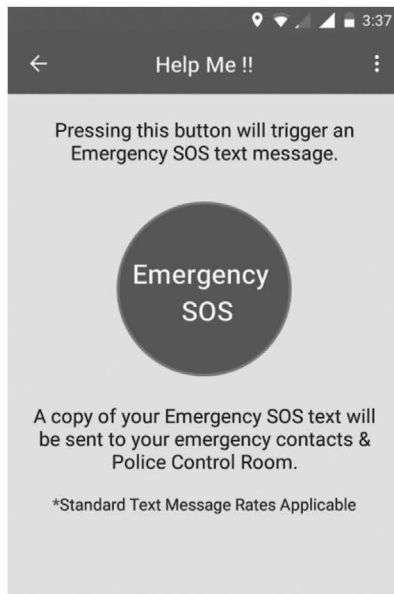 3:37
Help Me !!
Pressing this button will trigger an
Emergency SOS text message.
Emergency
SOS
A copy of your Emergency SOS text will
be sent to your emergency contacts &
Police Control Room.
*Standard Text Message Rates Applicable